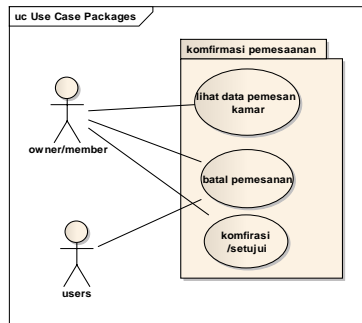 uc Use Case Packages
komfirmasi pemesaanan
lihat data pemesan
kamar
owner/member
batal pemesanan
komfirasi
/setujui
users